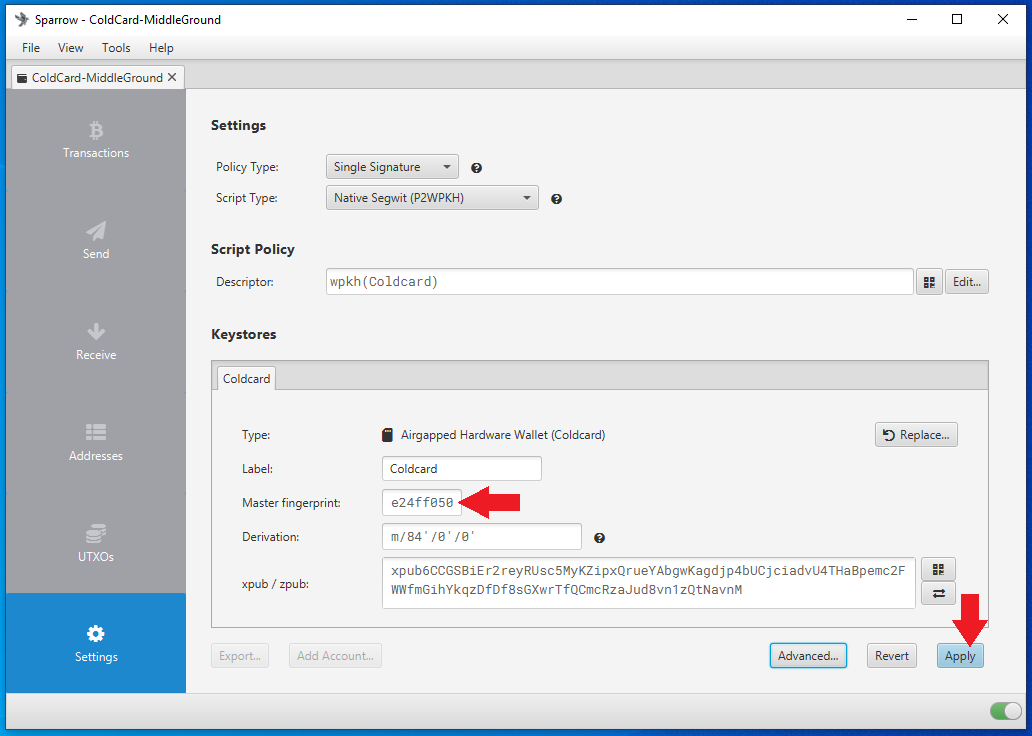 Sparrow - ColdCard-MiddleGround
File View Tools Help
ColdCard-MiddleGround
Transactions
Send
Receive
Addresses
UTXOs
Settings
Settings
Policy Type: Single Signature
Script Type: Native Segwit (P2WPKH)
Script Policy
Descriptor: wpkh(Coldcard) Edit...
Keystores
Coldcard
Type: Airgapped Hardware Wallet (Coldcard) Replace...
Label: Coldcard
Master fingerprint: e24ff050
Derivation: m/84'/0'/0'
xpub / zpub: xpub6CCGSBiEr2reyRUsc5MyKZipxQrueYAbgwKagdjp4bUCjciadvU4THaBpemc2F
WWfmGihYkqzDfDf8sGXwrTfQCmcRzaJud8vn1zQtNavnM
Export... Add Account... Advanced... Revert Apply